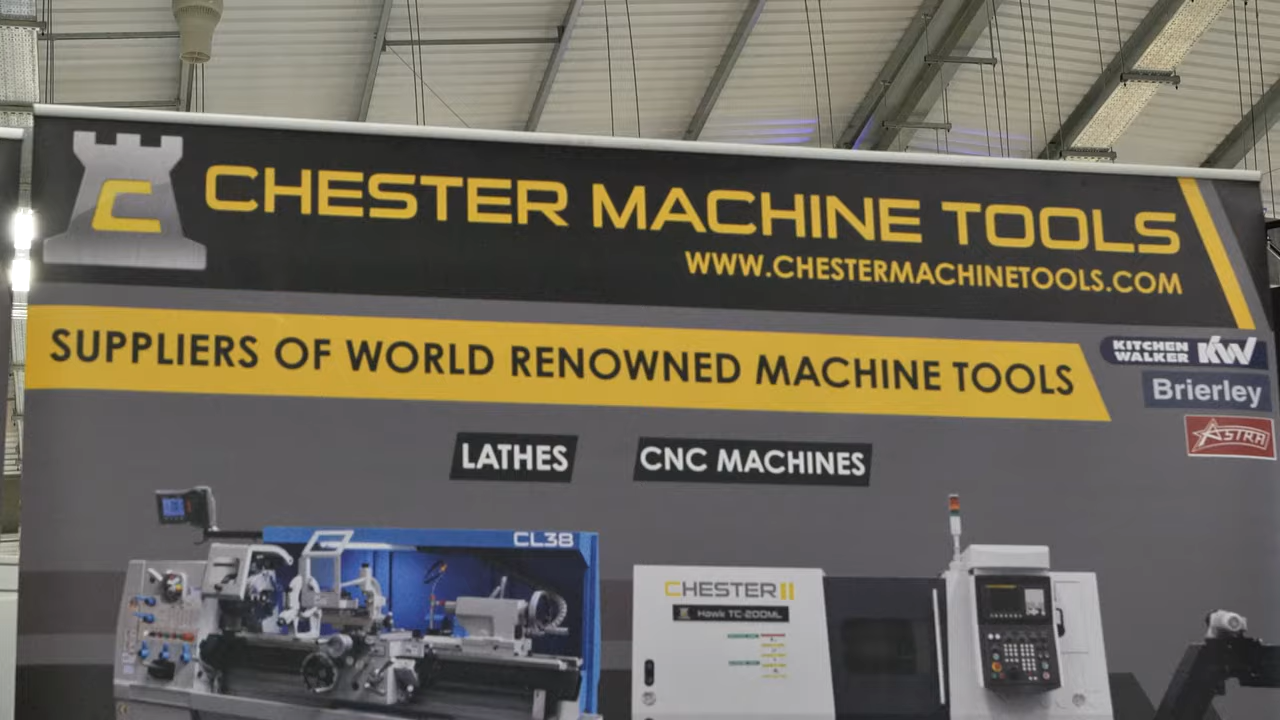 C
CHESTER MACHINE TOOLS
WWW.CHESTERMACHINETOOLS.COM
SUPPLIERS OF WORLD RENOWNED MACHINE TOOLS
KITCHEN
WALKER KW
Brierley
ASTRA
LATHES
CNC MACHINES
CL38
CHESTER
Hawk TC-200ML